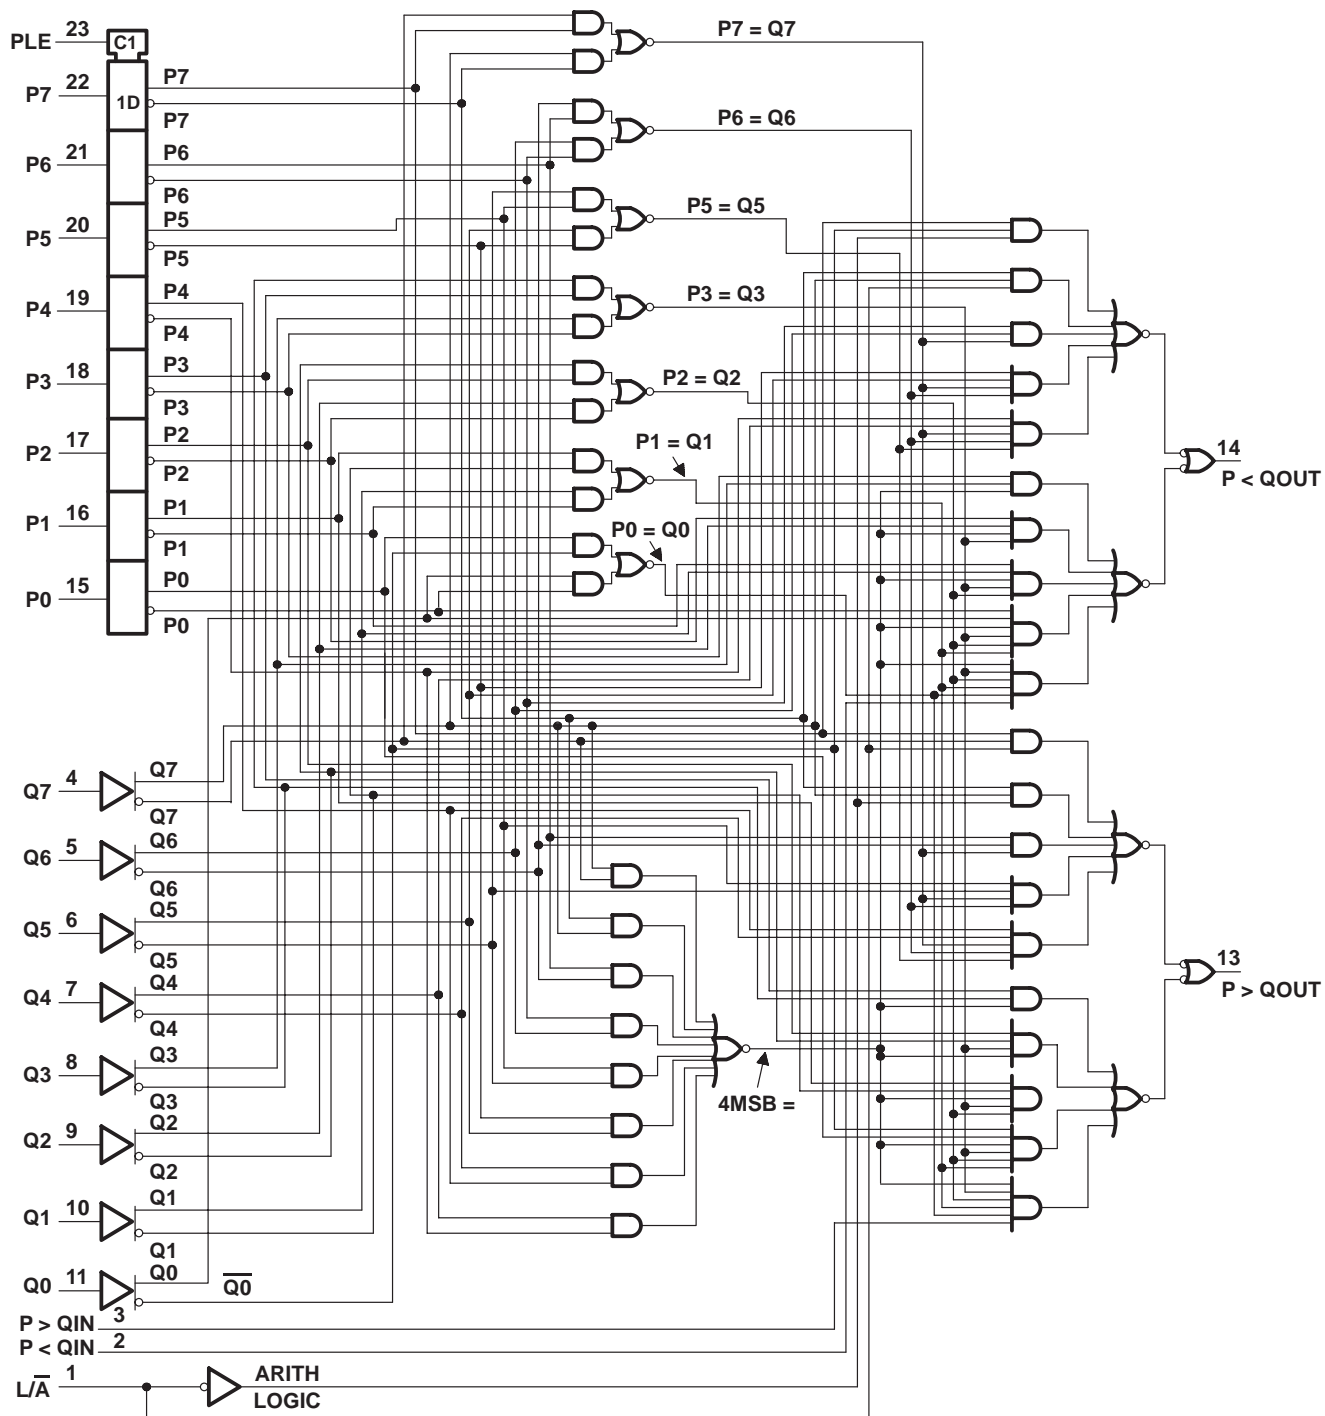 PLE 23
C1
P7 22
1D
P7
P7
P6 21
P6
P6
P5 20
P5
P5
P4 19
P4
P4
P3 18
P3
P3
P2 17
P2
P2
P1 16
P1
P1
P0 15
P0
P0
P7 = Q7
P6 = Q6
P5 = Q5
P3 = Q3
P2 = Q2
P1 = Q1
P0 = Q0
14
P < QOUT
Q7 4
Q7
Q7
Q6 5
Q6
Q6
Q5 6
Q5
Q5
Q4 7
Q4
Q4
Q3 8
Q3
Q3
Q2 9
Q2
Q2
Q1 10
Q1
Q1
Q0 11
Q0
Q̅0̅
4MSB =
13
P > QOUT
P > QIN 3
P < QIN 2
L/A̅ 1
ARITH
LOGIC